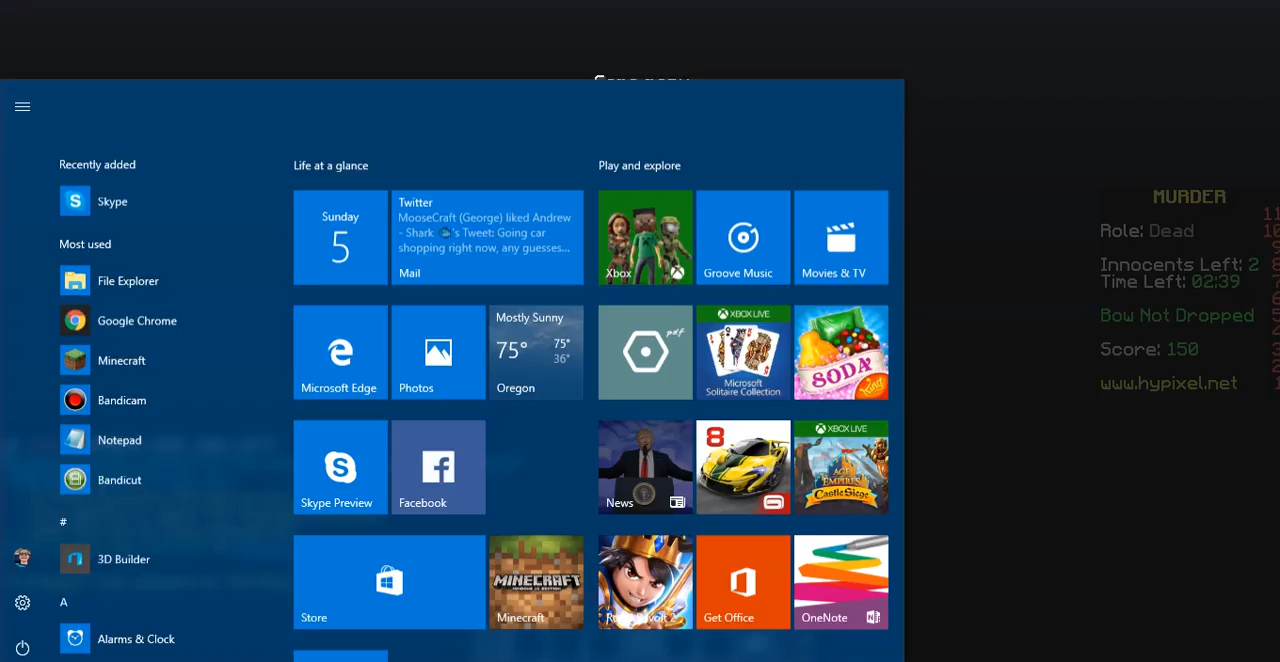 Recently added
Skype
Most used
File Explorer
Google Chrome
Minecraft
Bandicam
Notepad
Bandicut
#
3D Builder
A
Alarms & Clock
Life at a glance
Sunday
5
Twitter
MooseCraft (George) liked Andrew
- Shark 's Tweet: Going car
shopping right now, any guesses...
Mail
Microsoft Edge
Photos
Mostly Sunny
75° 75°
36°
Oregon
Skype Preview
Facebook
Store
MINECRAFT
Minecraft
Play and explore
Xbox
Groove Music
Movies & TV
pdf
XBOX LIVE
Microsoft
Solitaire Collection
SODA
King
News
8
XBOX LIVE
AGE
EMPIRES
Castle Siege
Get Office
OneNote
MURDER
Role: Dead
Innocents Left: 2
Time Left: 02:39
Bow Not Dropped
Score: 150
www.hypixel.net